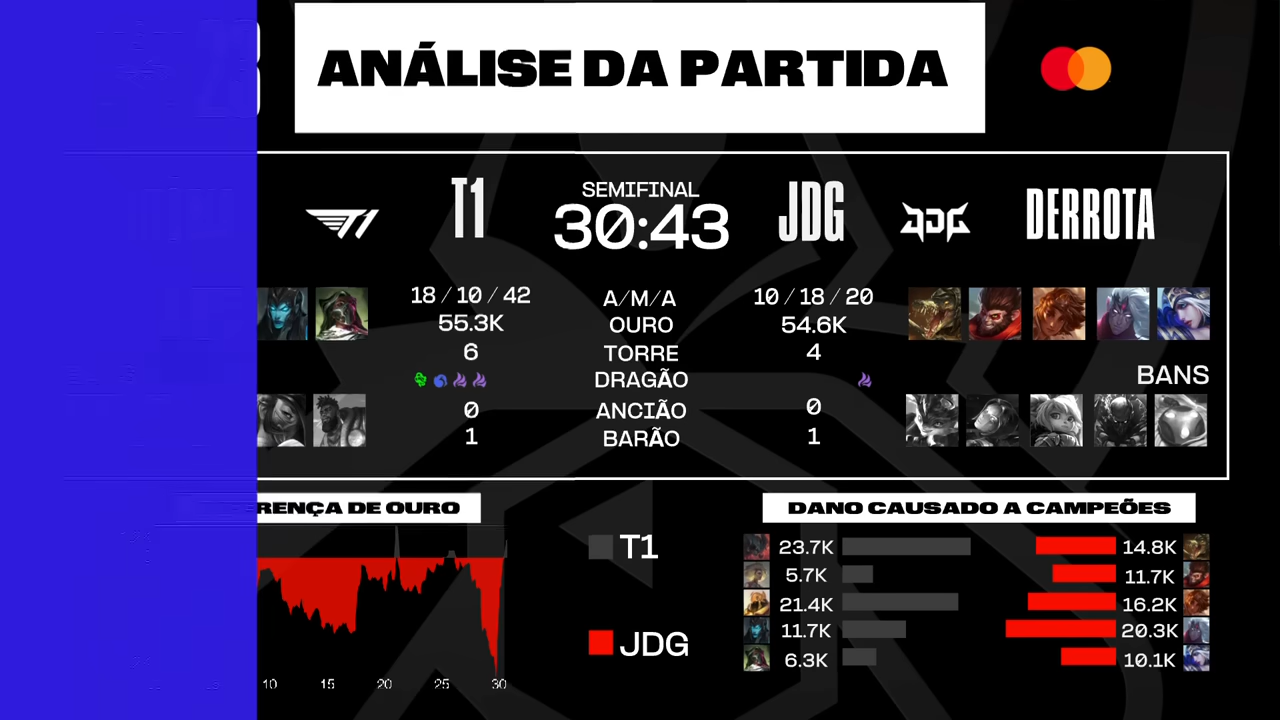 ANÁLISE DA PARTIDA
T1
SEMIFINAL
30:43
JDG
JDG
DERROTA
T1
18 / 10 / 42
A/M/A
10 / 18 / 20
55.3K
OURO
54.6K
6
TORRE
4
DRAGÃO
BANS
0
ANCIÃO
0
1
BARÃO
1
RENÇA DE OURO
DANO CAUSADO A CAMPEÕES
T1
JDG
23.7K
14.8K
5.7K
11.7K
21.4K
16.2K
11.7K
20.3K
6.3K
10.1K
10
15
20
25
30